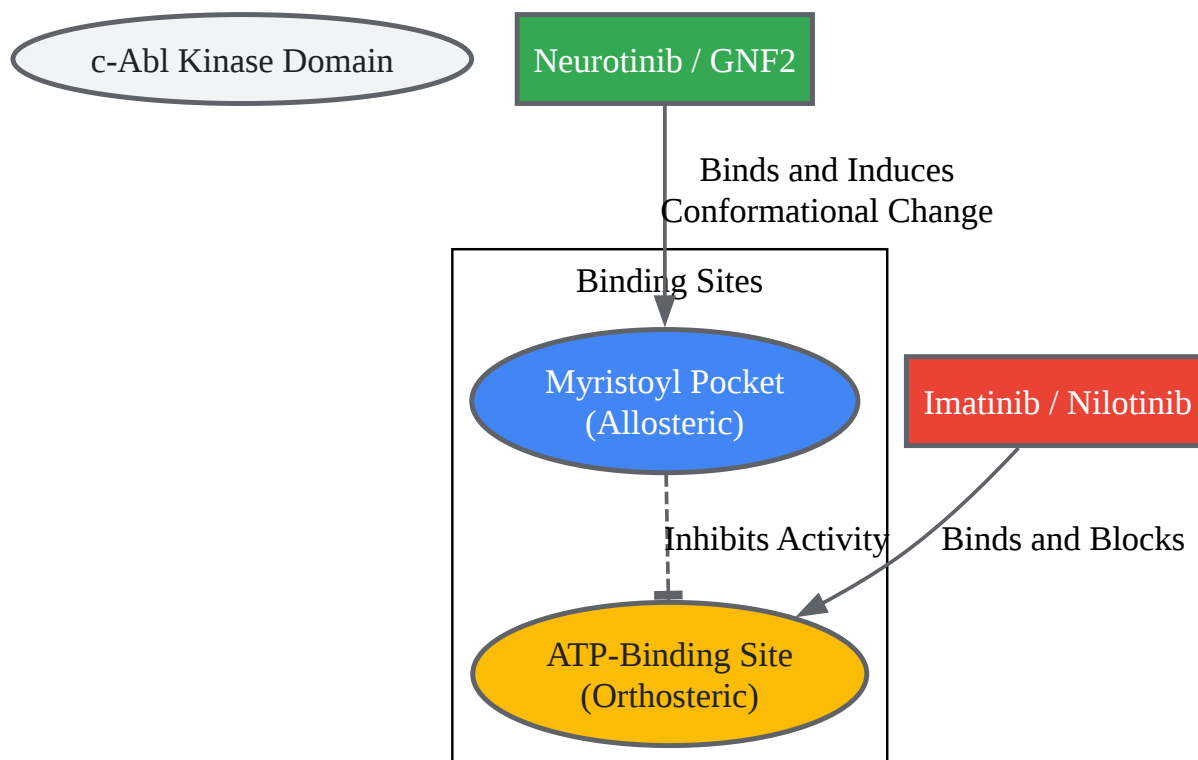 c-Abl Kinase Domain
Neurotinib / GNF2
Binds and Induces
Conformational Change
Binding Sites
Myristoyl Pocket
(Allosteric)
Imatinib / Nilotinib
Inhibits Activity
Binds and Blocks
ATP-Binding Site
(Orthosteric)